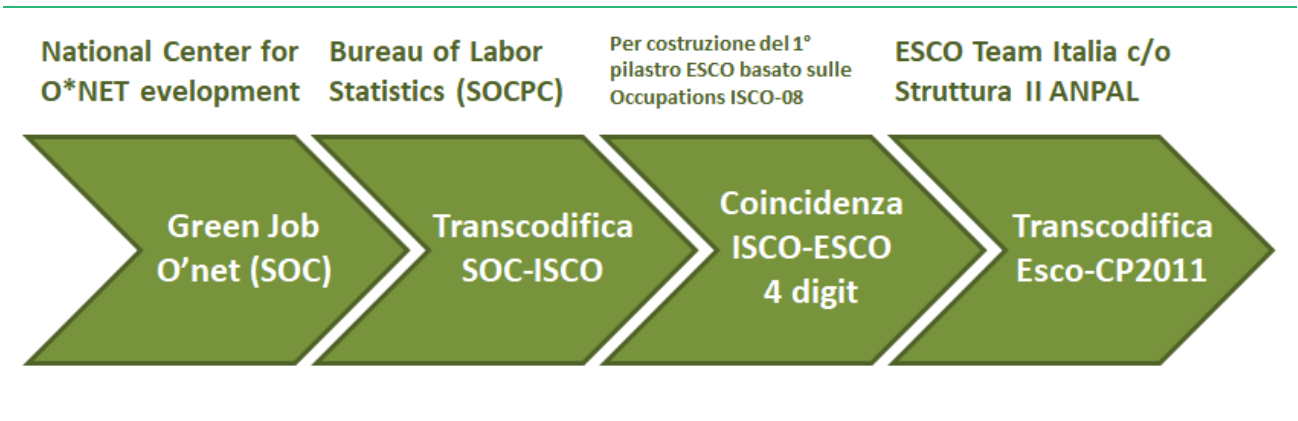 National Center for
O*NET evelopment
Bureau of Labor
Statistics (SOCPC)
Per costruzione del 1°
pilastro ESCO basato sulle
Occupations ISCO-08
ESCO Team Italia c/o
Struttura II ANPAL
Green Job
O'net (SOC)
Transcodifica
SOC-ISCO
Coincidenza
ISCO-ESCO
4 digit
Transcodifica
Esco-CP2011